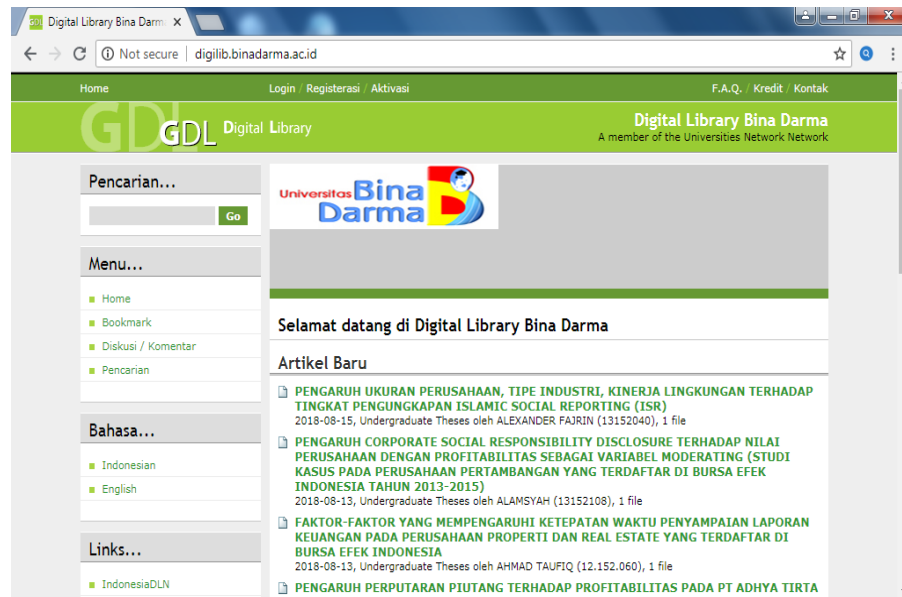 Digital Library Bina Darm
Not secure | digilib.binadarma.ac.id
Home
Login / Registerasi / Aktivasi
F.A.Q. / Kredit / Kontak
GDL
GDL Digital Library
Digital Library Bina Darma
A member of the Universities Network Network
Pencarian...
Go
Menu...
Home
Bookmark
Diskusi / Komentar
Pencarian
Bahasa...
Indonesian
English
Links...
IndonesiaDLN
Universitas Bina
Darma
Selamat datang di Digital Library Bina Darma
Artikel Baru
PENGARUH UKURAN PERUSAHAAN, TIPE INDUSTRI, KINERJA LINGKUNGAN TERHADAP
TINGKAT PENGUNGKAPAN ISLAMIC SOCIAL REPORTING (ISR)
2018-08-15, Undergraduate Theses oleh ALEXANDER FAJRIN (13152040), 1 file
PENGARUH CORPORATE SOCIAL RESPONSIBILITY DISCLOSURE TERHADAP NILAI
PERUSAHAAN DENGAN PROFITABILITAS SEBAGAI VARIABEL MODERATING (STUDI
KASUS PADA PERUSAHAAN PERTAMBANGAN YANG TERDAFTAR DI BURSA EFEK
INDONESIA TAHUN 2013-2015)
2018-08-13, Undergraduate Theses oleh ALAMSYAH (13152108), 1 file
FAKTOR-FAKTOR YANG MEMPENGARUHI KETEPATAN WAKTU PENYAMPAIAN LAPORAN
KEUANGAN PADA PERUSAHAAN PROPERTI DAN REAL ESTATE YANG TERDAFTAR DI
BURSA EFEK INDONESIA
2018-08-13, Undergraduate Theses oleh AHMAD TAUFIQ (12.152.060), 1 file
PENGARUH PERPUTARAN PIUTANG TERHADAP PROFITABILITAS PADA PT ADHYA TIRTA